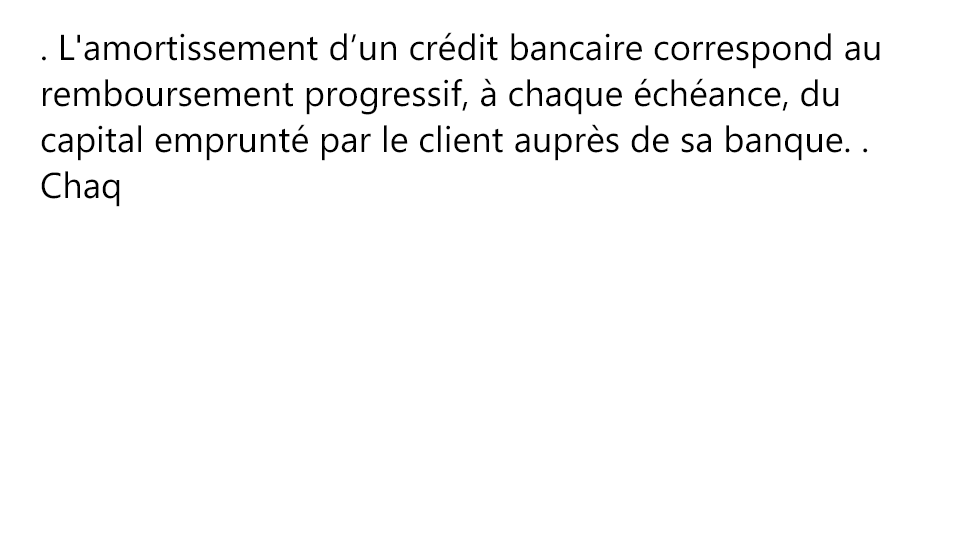 . L'amortissement d’un crédit bancaire correspond au
remboursement progressif, à chaque échéance, du
capital emprunté par le client auprès de sa banque. .
Chaq